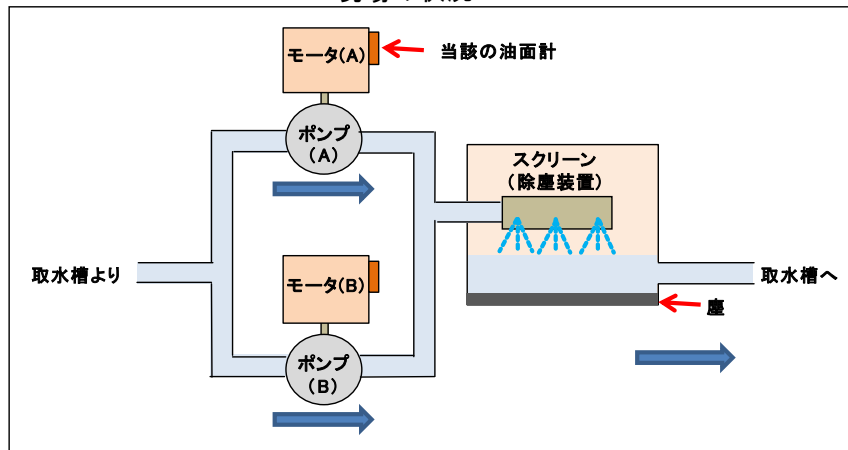 モータ(A)
当該の油面計
ポンプ
(A)
スクリーン
(除塵装置)
取水槽より
モータ(B)
取水槽へ
塵
ポンプ
(B)